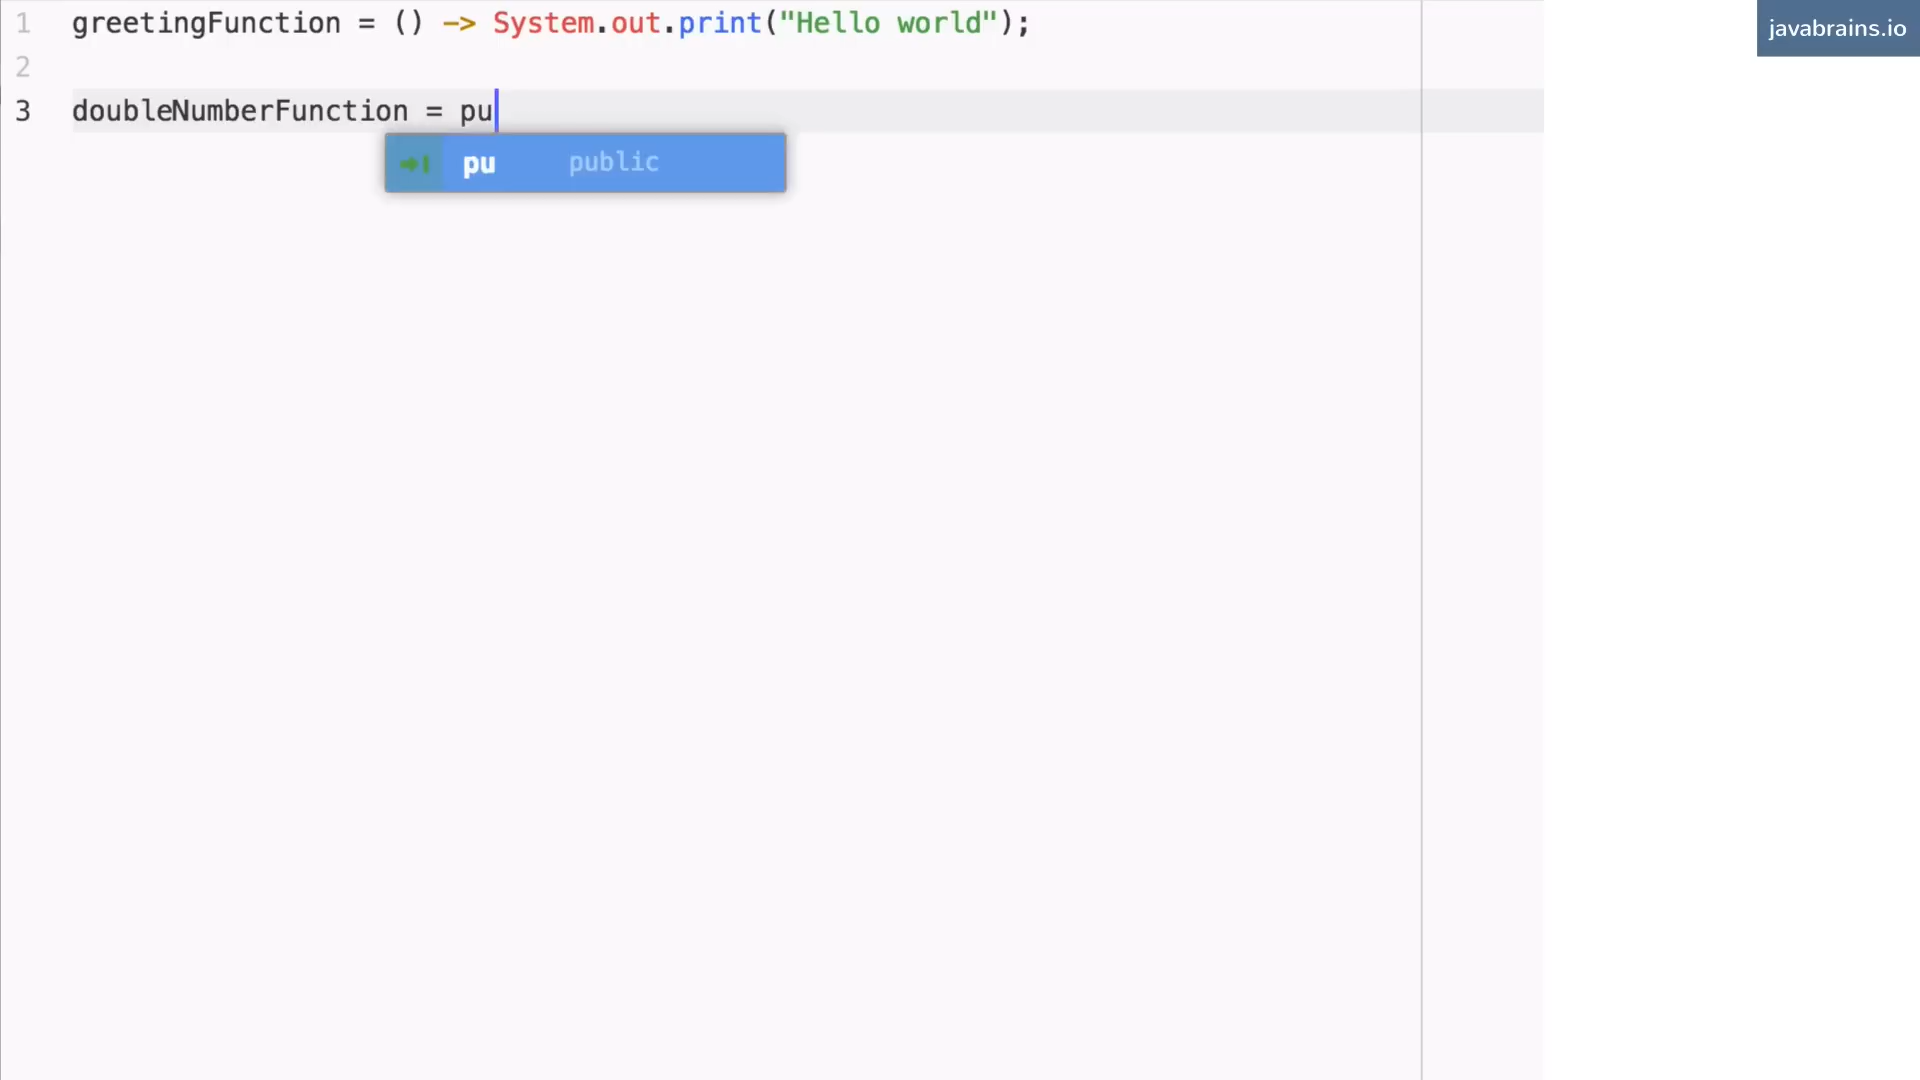 1 greetingFunction = () -> System.out.print("Hello world");
javabrains.io
2
3 doubleNumberFunction = pu
pu public